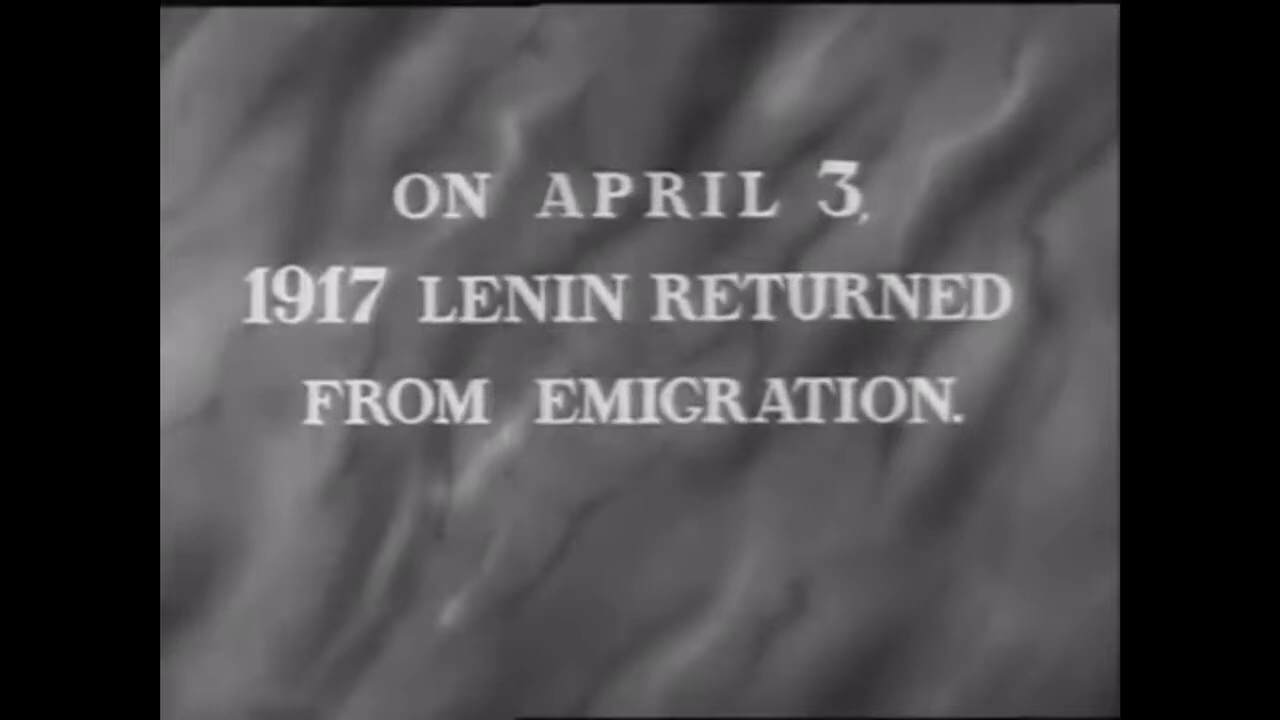 ON APRIL 3,
1917 LENIN RETURNED
FROM EMIGRATION.